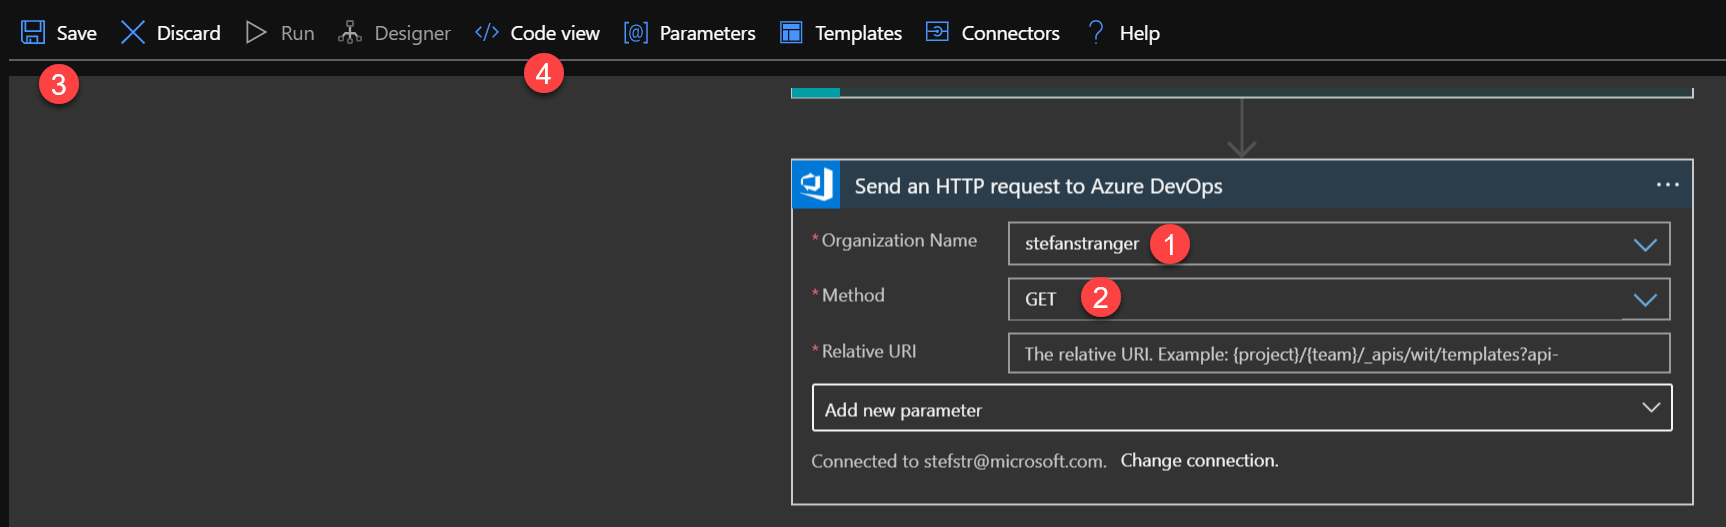 Save Discard Run Designer Code view Parameters Templates Connectors Help
3 4
Send an HTTP request to Azure DevOps
* Organization Name stefanstranger 1
* Method GET 2
* Relative URI The relative URI. Example: {project}/{team}/_apis/wit/templates?api-
Add new parameter
Connected to stefstr@microsoft.com. Change connection.